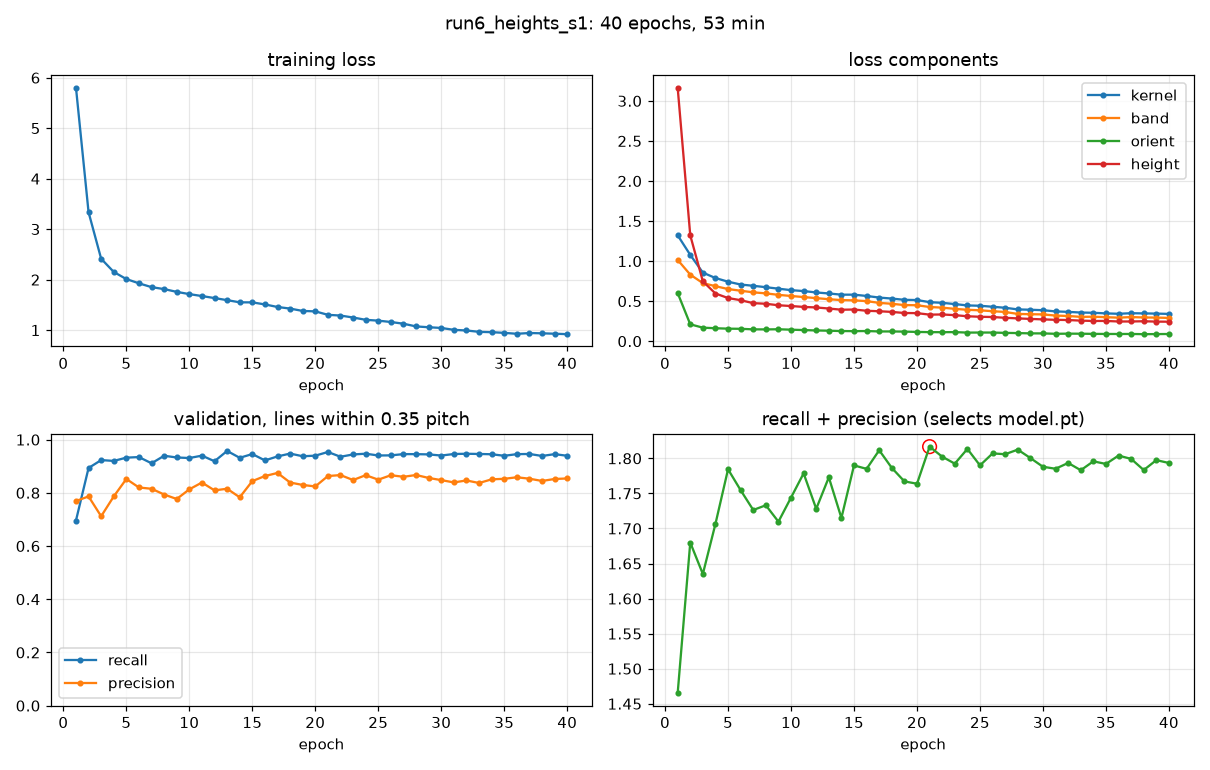 run6_heights_s1: 40 epochs, 53 min
training loss
6
5
4
3
2
1
0 5 10 15 20 25 30 35 40
epoch
loss components
3.0
2.5
2.0
1.5
1.0
0.5
0.0
kernel
band
orient
height
0 5 10 15 20 25 30 35 40
epoch
validation, lines within 0.35 pitch
1.0
0.8
0.6
0.4
0.2
0.0
recall
precision
0 5 10 15 20 25 30 35 40
epoch
recall + precision (selects model.pt)
1.80
1.75
1.70
1.65
1.60
1.55
1.50
1.45
0 5 10 15 20 25 30 35 40
epoch